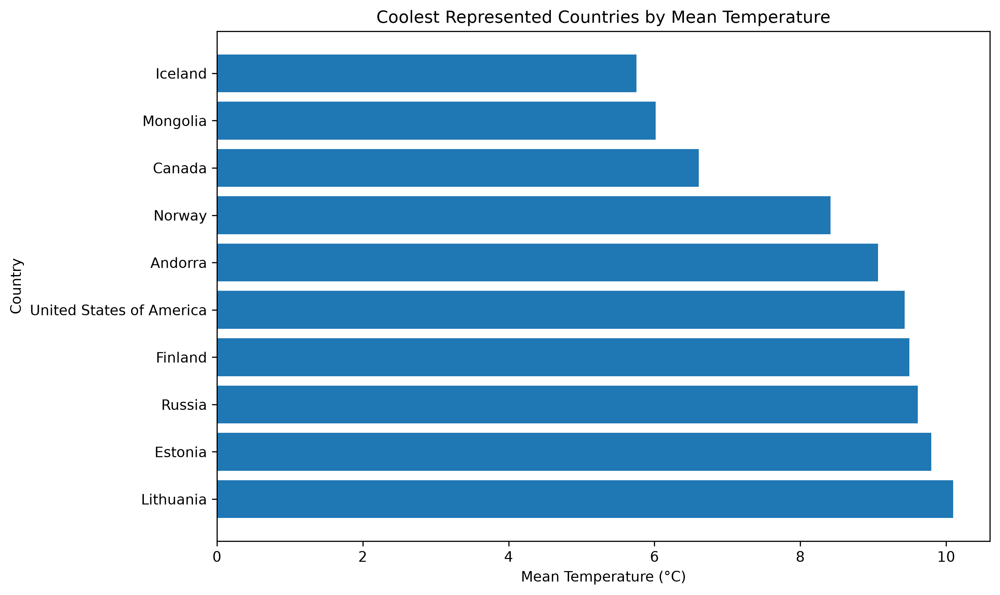 Coolest Represented Countries by Mean Temperature
Country
Iceland
Mongolia
Canada
Norway
Andorra
United States of America
Finland
Russia
Estonia
Lithuania
0 2 4 6 8 10
Mean Temperature (°C)